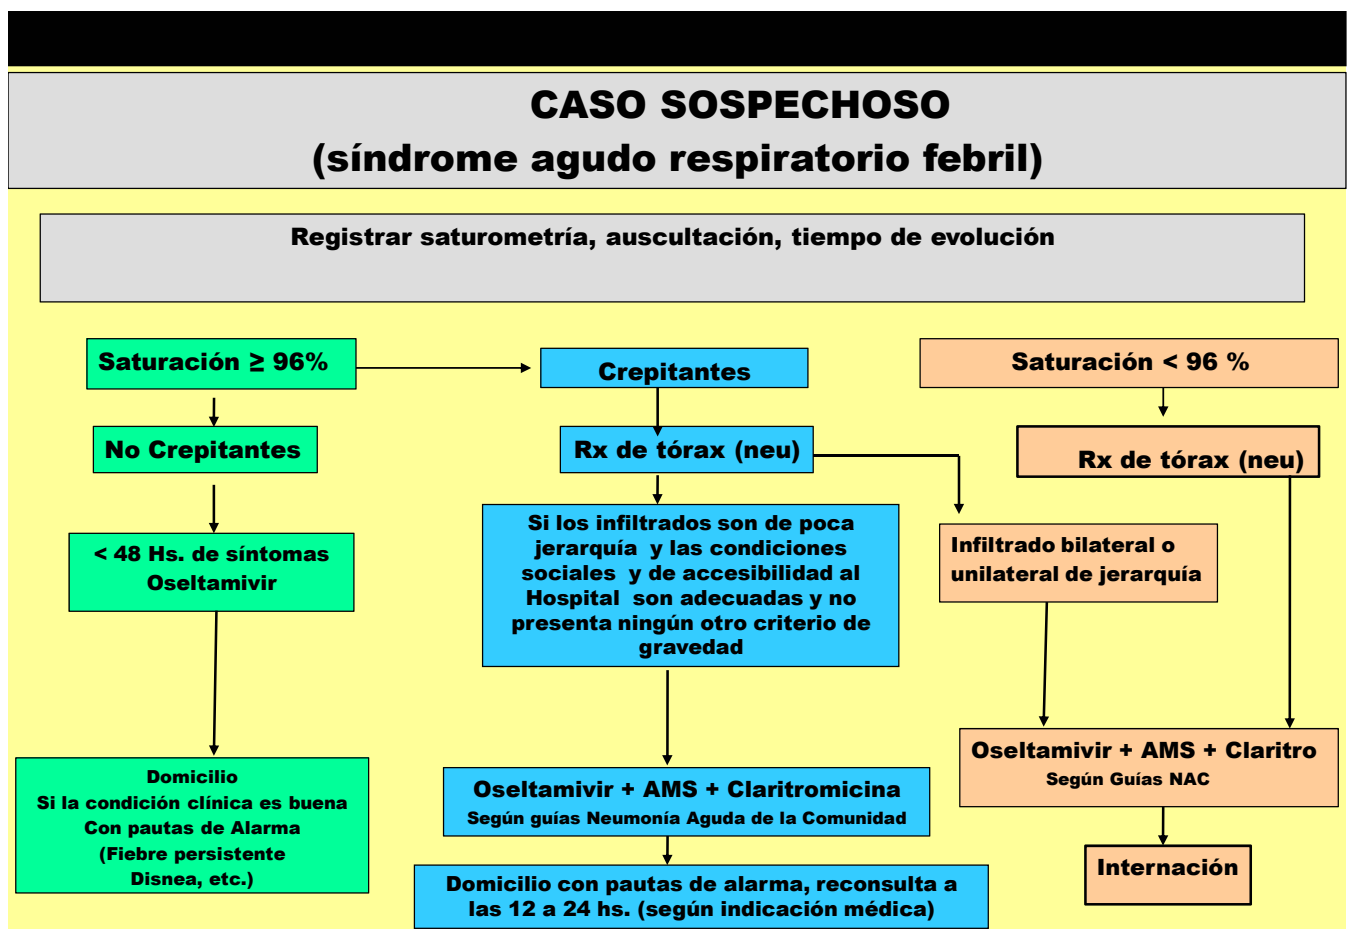 CASO SOSPECHOSO
(síndrome agudo respiratorio febril)
Registrar saturometría, auscultación, tiempo de evolución
Saturación ≥ 96%
No Crepitantes
< 48 Hs. de síntomas
Oseltamivir
Domicilio
Si la condición clínica es buena
Con pautas de Alarma
(Fiebre persistente
Disnea, etc.)
Crepitantes
Rx de tórax (neu)
Si los infiltrados son de poca
jerarquía y las condiciones
sociales y de accesibilidad al
Hospital son adecuadas y no
presenta ningún otro criterio de
gravedad
Oseltamivir + AMS + Claritromicina
Según guías Neumonía Aguda de la Comunidad
Domicilio con pautas de alarma, reconsulta a
las 12 a 24 hs. (según indicación médica)
Saturación < 96 %
Rx de tórax (neu)
Infiltrado bilateral o
unilateral de jerarquía
Oseltamivir + AMS + Claritro
Según Guías NAC
Internación